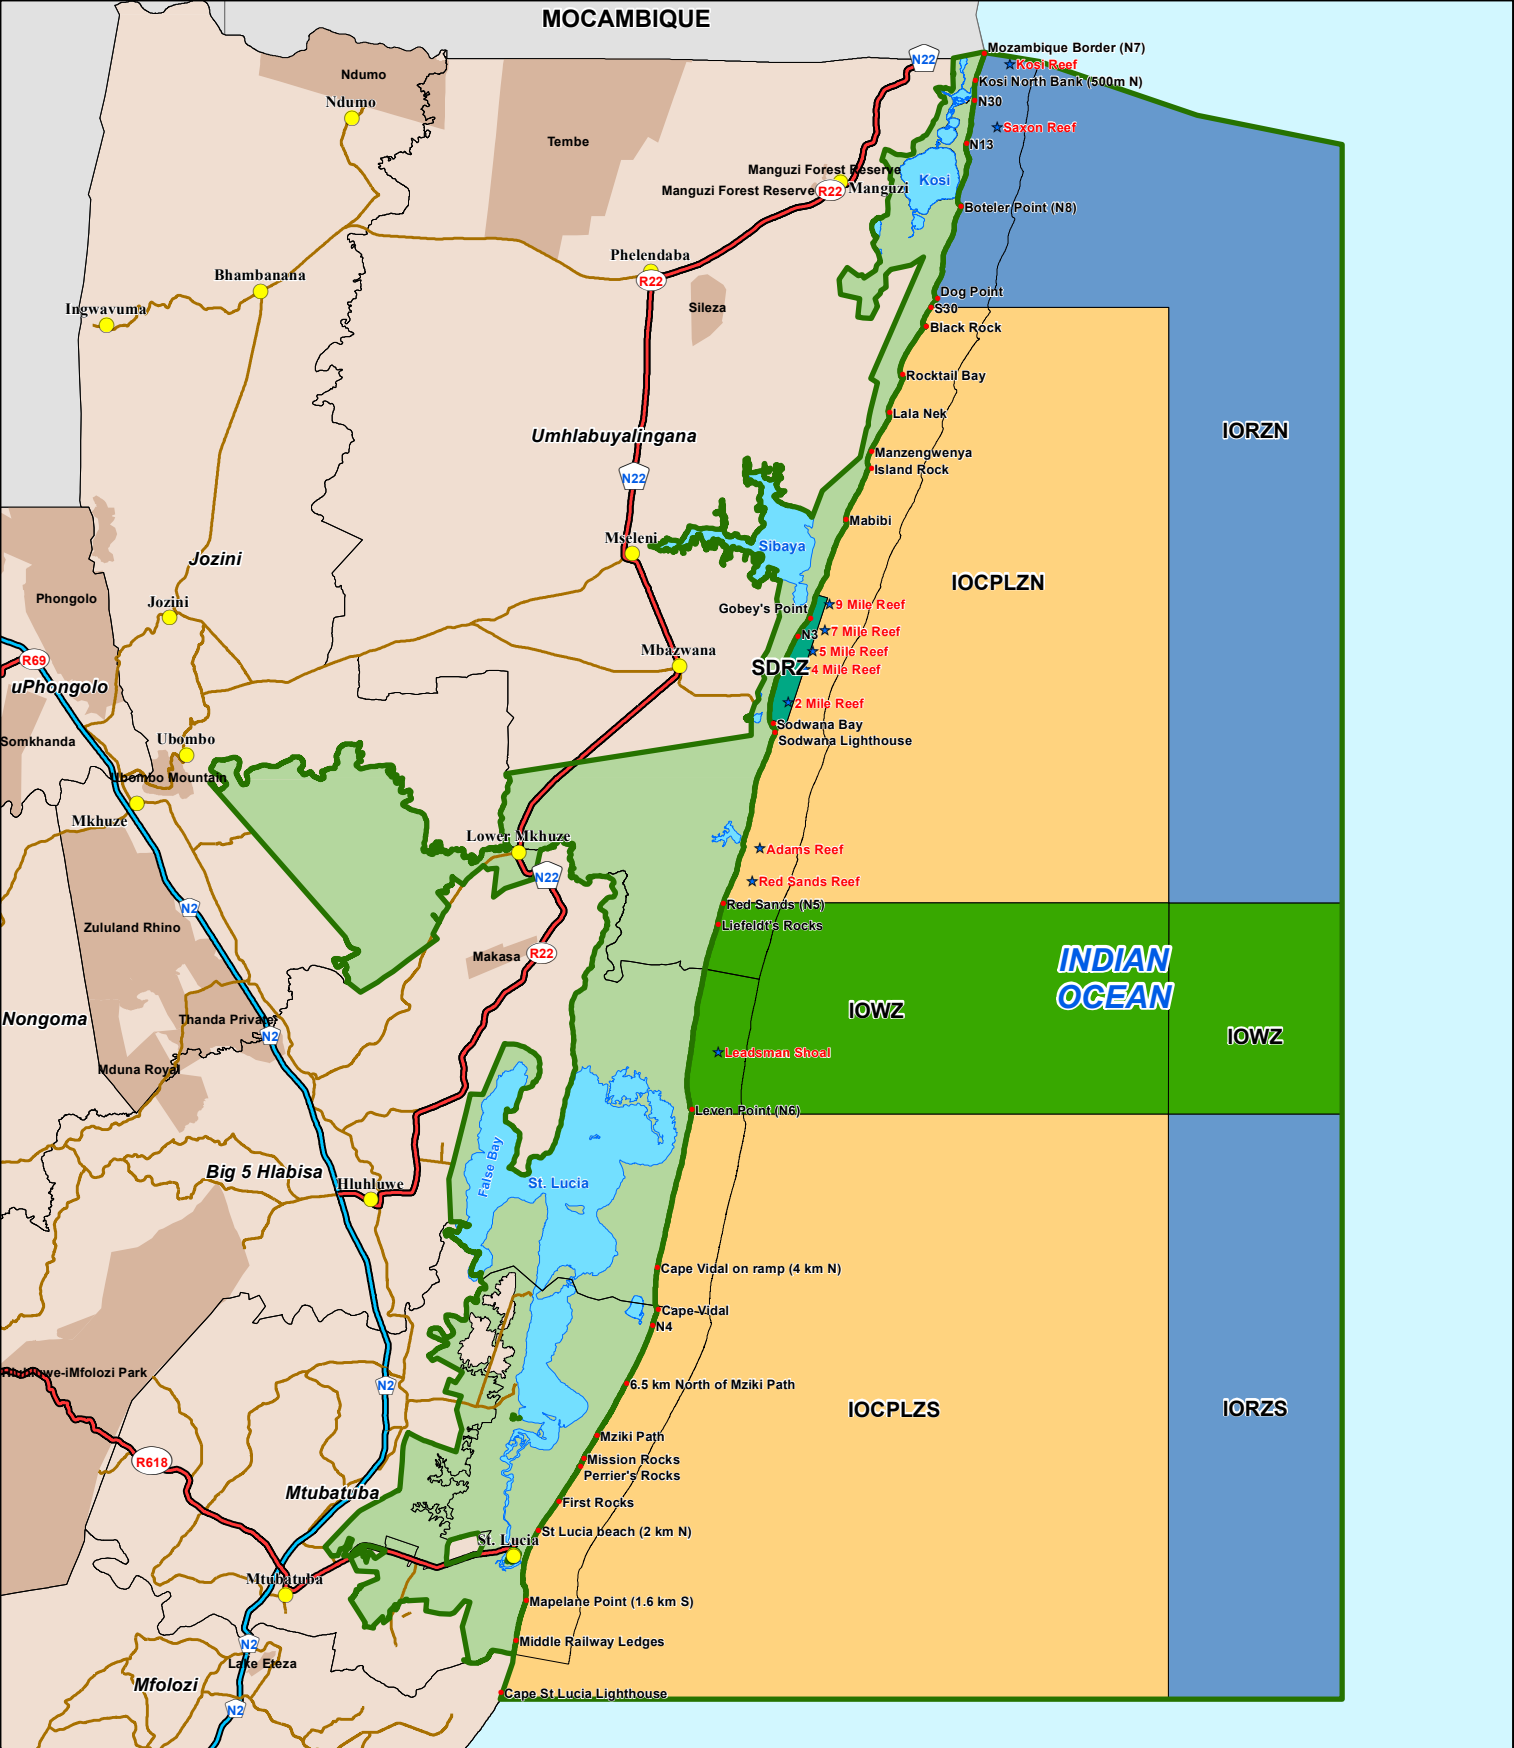 MOCAMBIQUE
Mozambique Border (N7)
N22
Kosi Reef
Ndumo
Kosi North Bank (500m N)
Ndumo
N30
Saxon Reef
Tembe
N13
Manguzi Forest Reserve
Kosi
Manguzi Forest Reserve
R22
Manguzi
Boteler Point (N8)
Phelendaba
Bhambanana
R22
Dog Point
Ingwavuma
Sileza
S30
Black Rock
Rocktail Bay
Lala Nek
IORZN
Umhlabuyalingana
Manzengwenya
Island Rock
N22
Mabibi
Mseleni
Sibaya
Jozini
IOCPLZN
Phongolo
Jozini
9 Mile Reef
Gobey's Point
7 Mile Reef
N3
Mbazwana
5 Mile Reef
R69
SDRZ
4 Mile Reef
uPhongolo
2 Mile Reef
Sodwana Bay
Somkhanda
Ubombo
Sodwana Lighthouse
Ubombo Mountain
Mkhuze
Lower Mkhuze
Adams Reef
N22
Red Sands Reef
N2
Red Sands (N5)
Zululand Rhino
Liefeldt's Rocks
Makasa
R22
INDIAN
OCEAN
IOWZ
Nongoma
Thanda Private
N2
IOWZ
Leadsman Shoal
Mduna Royal
Leven Point (N6)
False Bay
Big 5 Hlabisa
Hluhluwe
St. Lucia
Cape Vidal on ramp (4 km N)
Cape Vidal
N4
Hluhluwe-iMfolozi Park
N2
6.5 km North of Mziki Path
IOCPLZS
IORZS
Mziki Path
R618
Mission Rocks
Perrier's Rocks
Mtubatuba
First Rocks
St Lucia beach (2 km N)
St. Lucia
Mtubatuba
Mapelane Point (1.6 km S)
N2
Middle Railway Ledges
Lake Eteza
Mfolozi
Cape St Lucia Lighthouse
N2